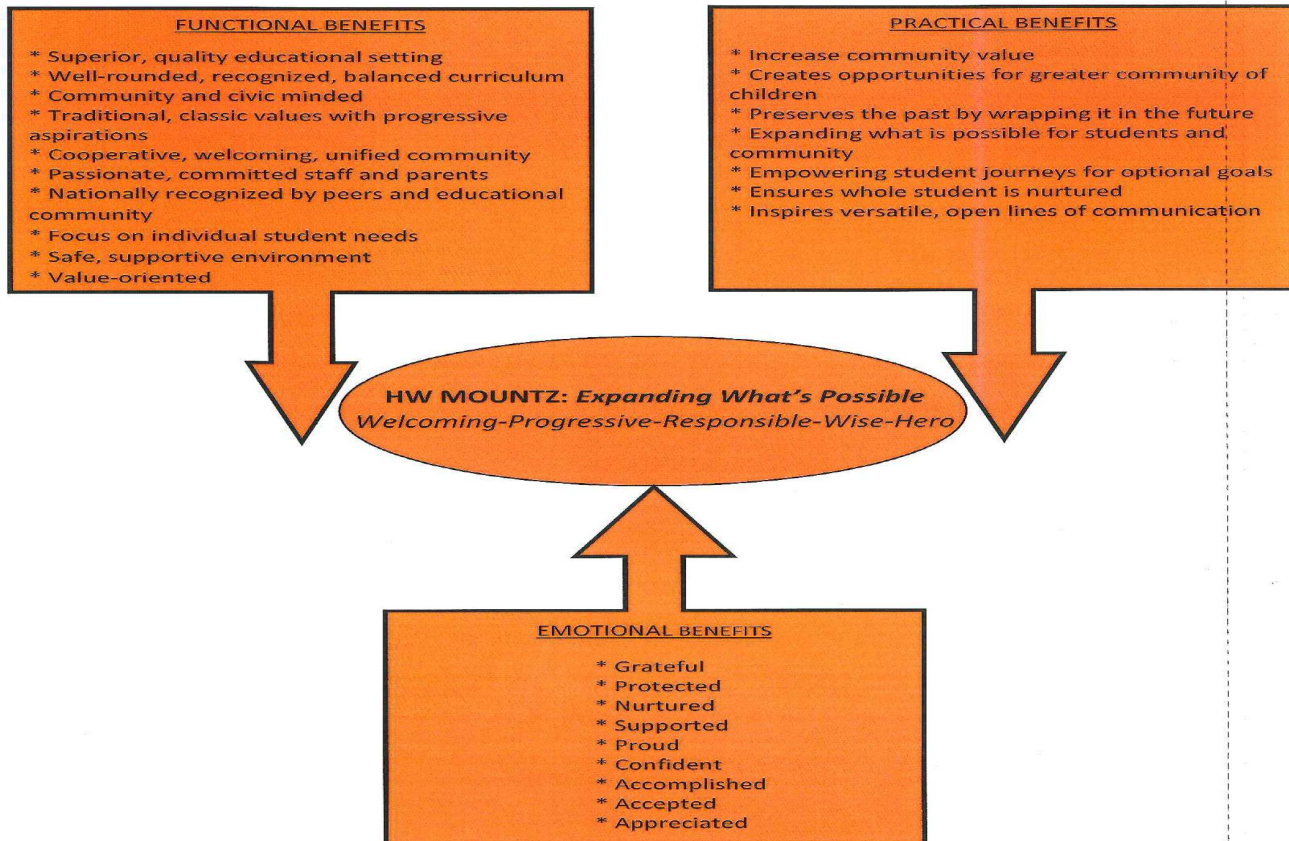 FUNCTIONAL BENEFITS
* Superior, quality educational setting
* Well-rounded, recognized, balanced curriculum
* Community and civic minded
* Traditional, classic values with progressive
aspirations
* Cooperative, welcoming, unified community
* Passionate, committed staff and parents
* Nationally recognized by peers and educational
community
* Focus on individual student needs
* Safe, supportive environment
* Value-oriented
PRACTICAL BENEFITS
* Increase community value
* Creates opportunities for greater community of
children
* Preserves the past by wrapping it in the future
* Expanding what is possible for students and
community
* Empowering student journeys for optional goals
* Ensures whole student is nurtured
* Inspires versatile, open lines of communication
HW MOUNTZ: Expanding What's Possible
Welcoming-Progressive-Responsible-Wise-Hero
EMOTIONAL BENEFITS
* Grateful
* Protected
* Nurtured
* Supported
* Proud
* Confident
* Accomplished
* Accepted
* Appreciated